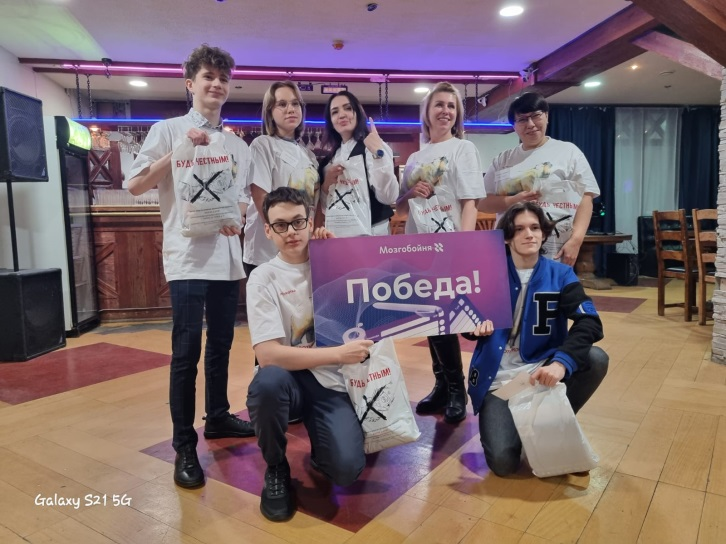 БУДЬ ЧЕСТНЫМ!
БУДЬ ЧЕСТНЫМ!
Мозгобойня
Победа!
F
Galaxy S21 5G